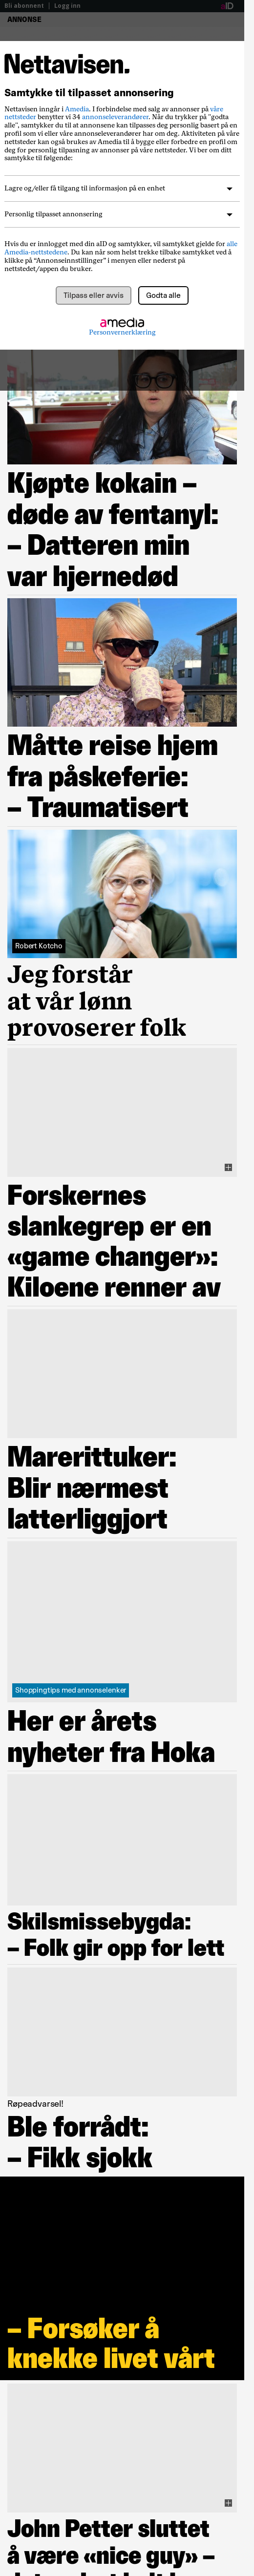 Bli abonnent | Logg inn
aID
ANNONSE
Nettavisen.
Samtykke til tilpasset annonsering
Nettavisen inngår i Amedia. I forbindelse med salg av annonser på våre
nettsteder benytter vi 34 annonseleverandører. Når du trykker på "godta
alle", samtykker du til at annonsene kan tilpasses deg personlig basert på en
profil som vi eller våre annonseleverandører har om deg. Aktiviteten på våre
nettsteder kan også brukes av Amedia til å bygge eller forbedre en profil om
deg for personlig tilpasning av annonser på våre nettsteder. Vi ber om ditt
samtykke til følgende:
Lagre og/eller få tilgang til informasjon på en enhet
Personlig tilpasset annonsering
Hvis du er innlogget med din aID og samtykker, vil samtykket gjelde for alle
Amedia-nettstedene. Du kan når som helst trekke tilbake samtykket ved å
klikke på “Annonseinnstillinger” i menyen eller nederst på
nettstedet/appen du bruker.
Tilpass eller avvis
Godta alle
amedia
Personvernerklæring
Kjøpte kokain –
døde av fentanyl:
– Datteren min
var hjernedød
Måtte reise hjem
fra påskeferie:
– Traumatisert
Robert Kotcho
Jeg forstår
at vår lønn
provoserer folk
Forskernes
slankegrep er en
«game changer»:
Kiloene renner av
Marerittuker:
Blir nærmest
latterliggjort
Shoppingtips med annonselenker
Her er årets
nyheter fra Hoka
Skilsmissebygda:
– Folk gir opp for lett
Røpeadvarsel!
Ble forrådt:
– Fikk sjokk
– Forsøker å
knekke livet vårt
John Petter sluttet
å være «nice guy» –